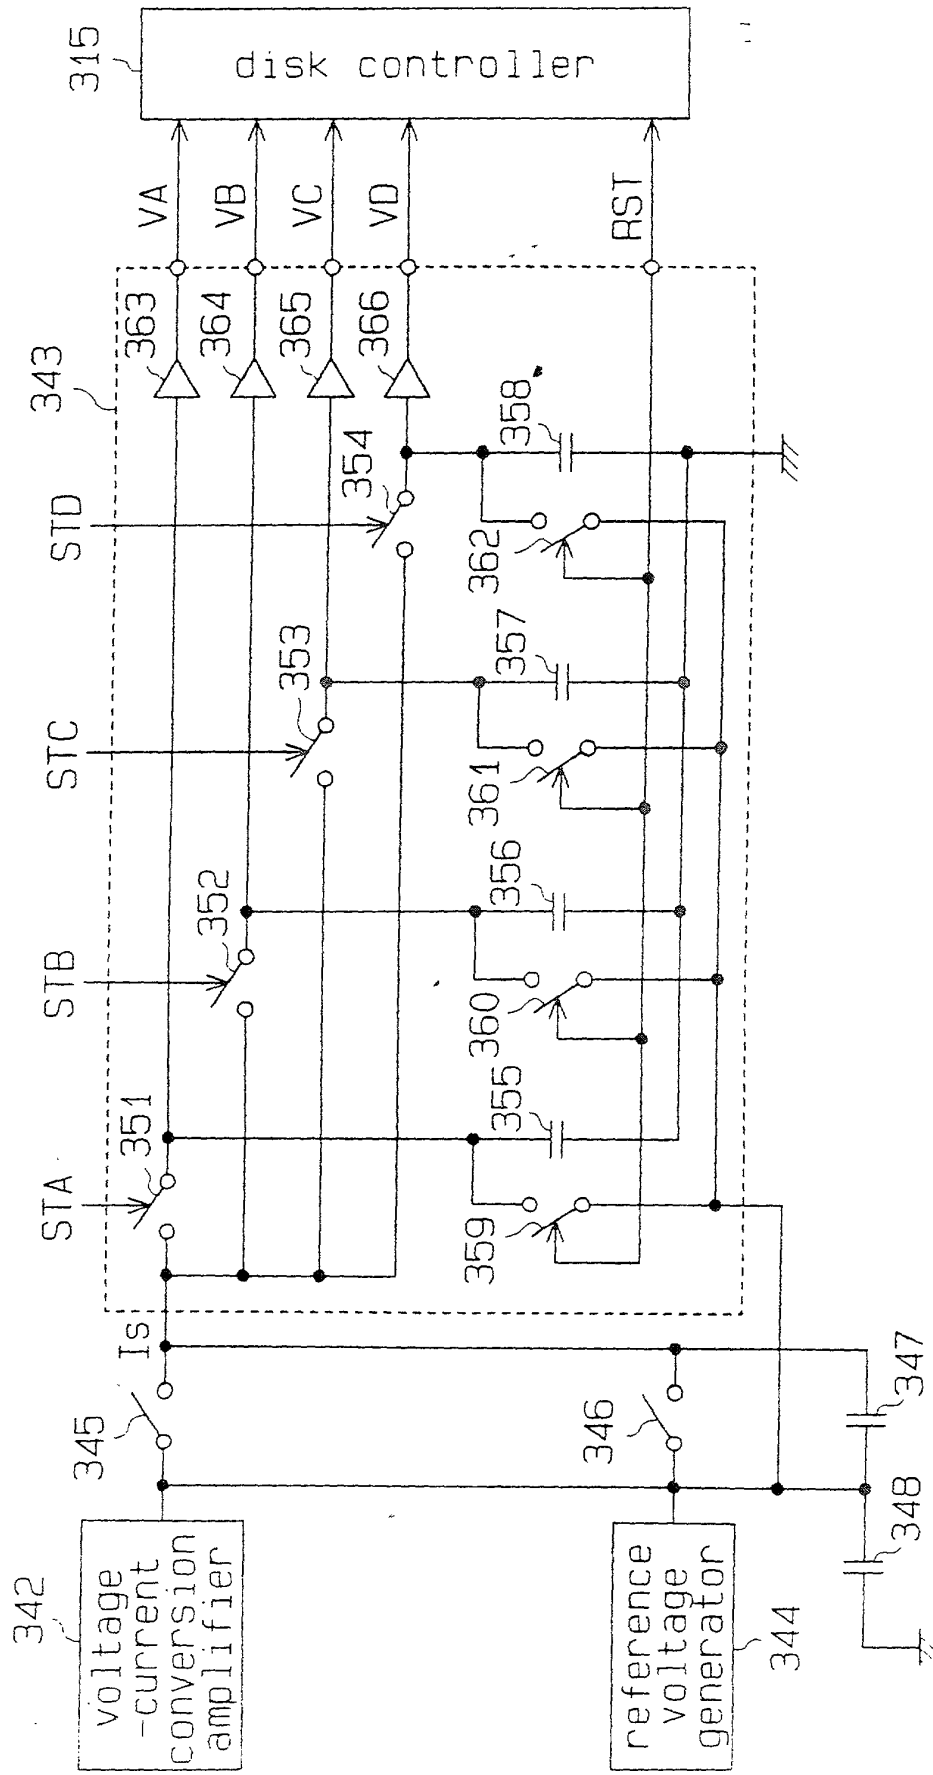 315
disk controller
VA
VB
VC
VD
RST
343
363
364
365
366
STD
354
358
362
STC
353
357
361
STB
352
356
360
STA
351
355
359
Is
345
346
347
348
342
voltage
-current
conversion
amplifier
reference
voltage
generator
344